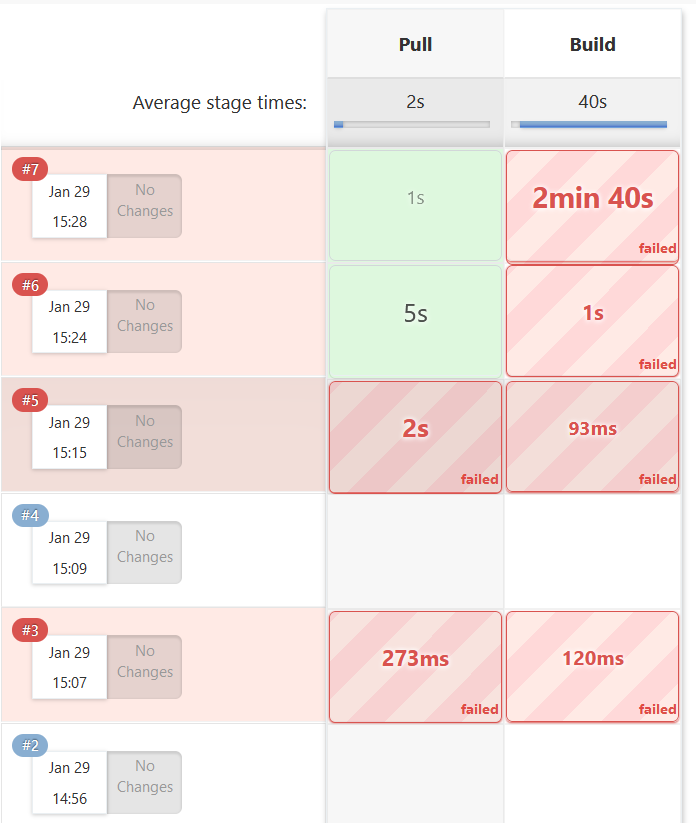 Pull Build
Average stage times: 2s 40s
#7
Jan 29
15:28
No
Changes
1s
2min 40s
failed
#6
Jan 29
15:24
No
Changes
5s
1s
failed
#5
Jan 29
15:15
No
Changes
2s
failed
93ms
failed
#4
Jan 29
15:09
No
Changes
#3
Jan 29
15:07
No
Changes
273ms
failed
120ms
failed
#2
Jan 29
14:56
No
Changes